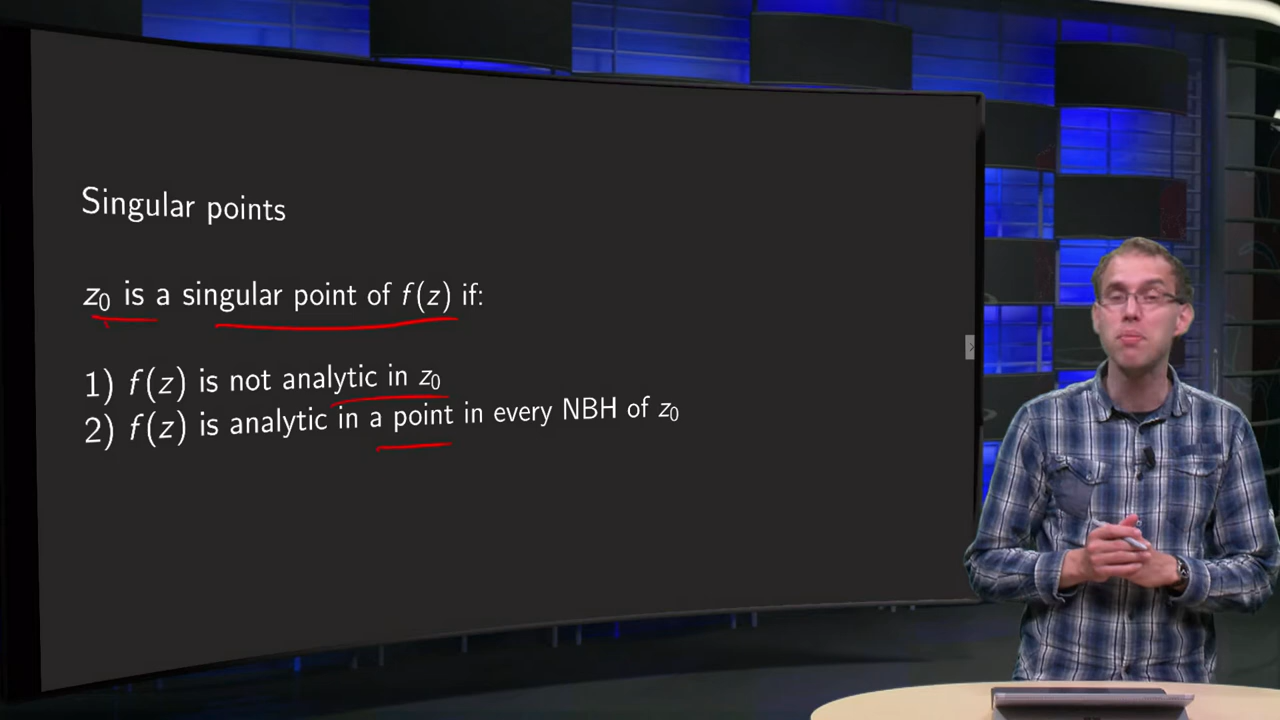 Singular points
z₀ is a singular point of f(z) if:
1) f(z) is not analytic in z₀
2) f(z) is analytic in a point in every NBH of z₀